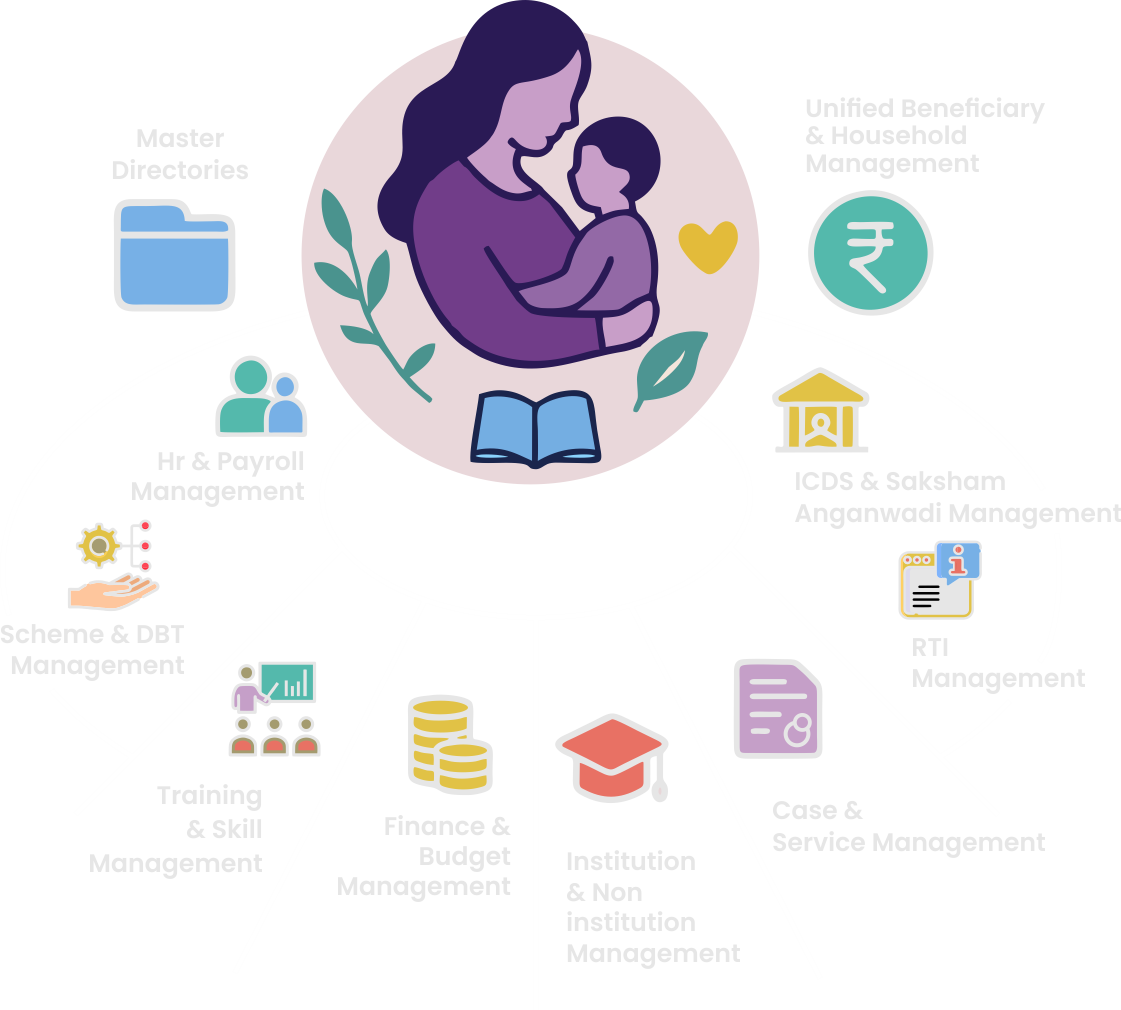 Master
Directories
Unified Beneficiary
& Household
Management
Hr & Payroll
Management
ICDS & Saksham
Anganwadi Management
Scheme & DBT
Management
RTI
Management
Training
& Skill
Management
Finance &
Budget
Management
Institution
& Non
institution
Management
Case &
Service Management